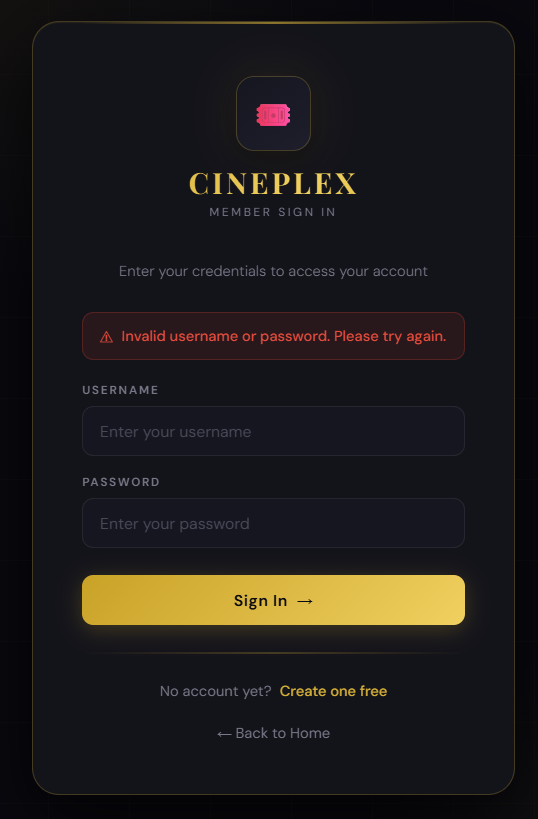 CINEPLEX
MEMBER SIGN IN
Enter your credentials to access your account
⚠ Invalid username or password. Please try again.
USERNAME
Enter your username
PASSWORD
Enter your password
Sign In →
No account yet? Create one free
← Back to Home